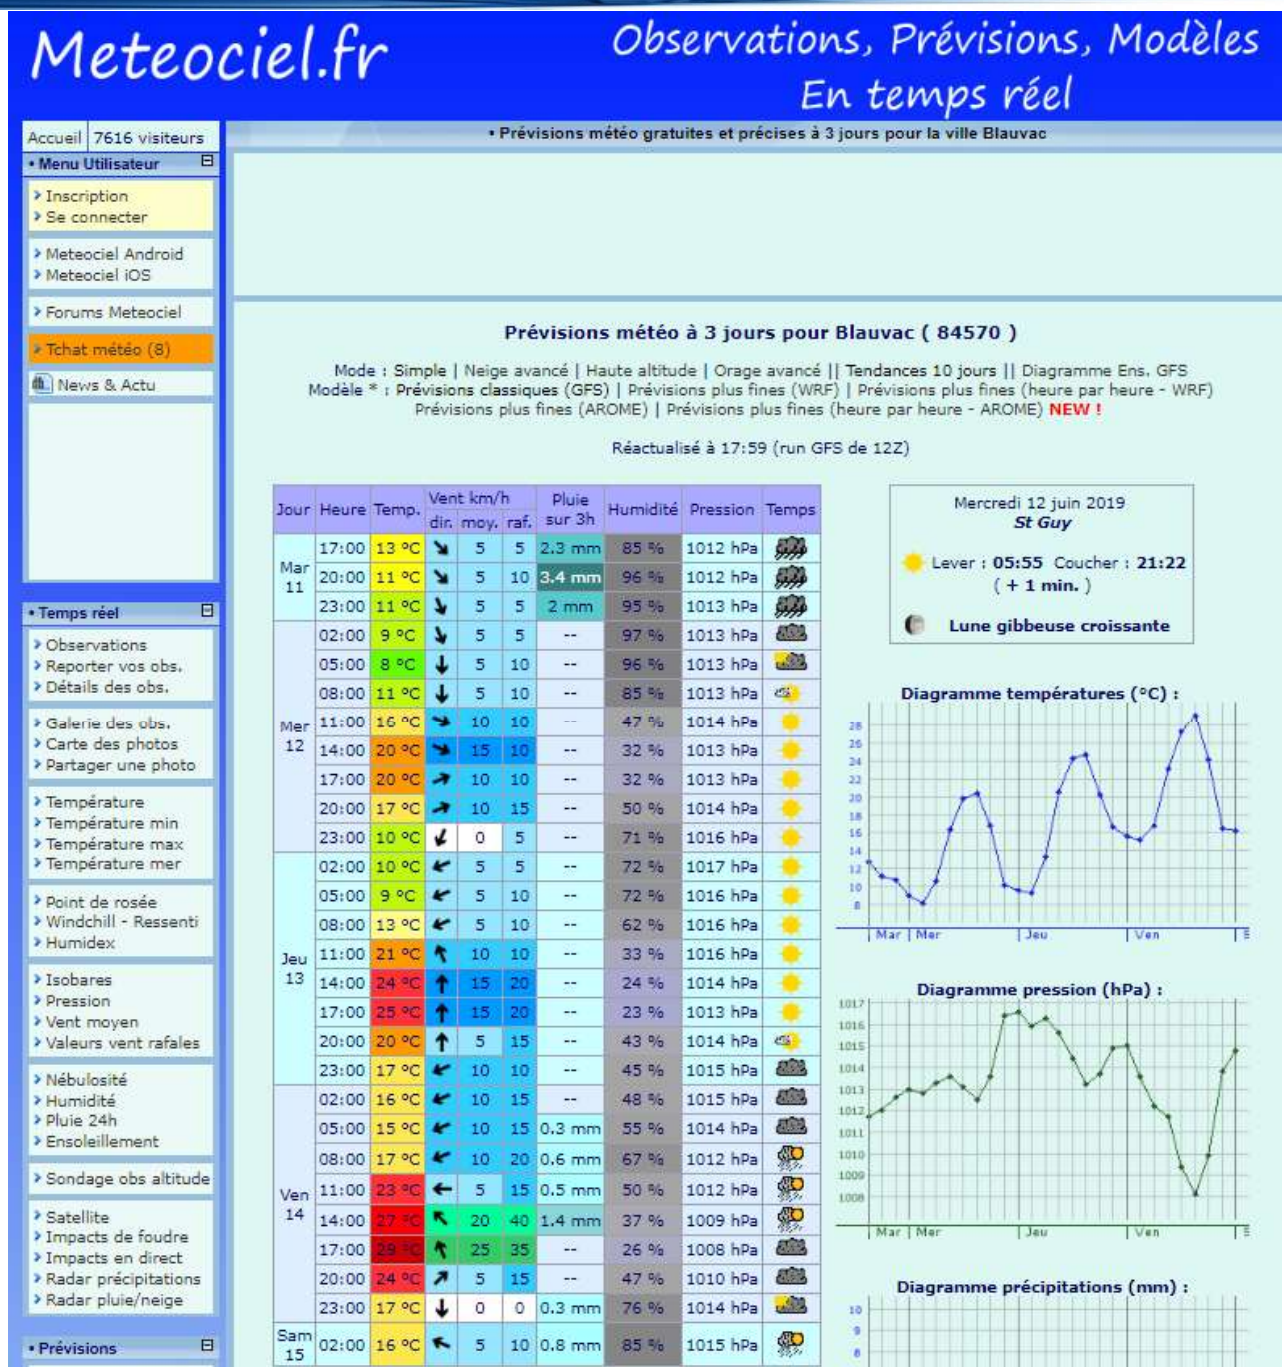 Meteociel.fr
Observations, Prévisions, Modèles
En temps réel
Accueil 7616 visiteurs
• Prévisions météo gratuites et précises à 3 jours pour la ville Blauvac
• Menu Utilisateur
Inscription
Se connecter
Meteociel Android
Meteociel iOS
Forums Meteociel
Tchat météo (8)
News & Actu
• Temps réel
Observations
Reporter vos obs.
Détails des obs.
Galerie des obs.
Carte des photos
Partager une photo
Température
Température min
Température max
Température mer
Point de rosée
Windchill - Ressenti
Humidex
Isobares
Pression
Vent moyen
Valeurs vent rafales
Nébulosité
Humidité
Pluie 24h
Ensoleillement
Sondage obs altitude
Satellite
Impacts de foudre
Impacts en direct
Radar précipitations
Radar pluie/neige
• Prévisions
Prévisions météo à 3 jours pour Blauvac ( 84570 )
Mode : Simple | Neige avancé | Haute altitude | Orage avancé || Tendances 10 jours || Diagramme Ens. GFS
Modèle * : Prévisions classiques (GFS) | Prévisions plus fines (WRF) | Prévisions plus fines (heure par heure - WRF)
Prévisions plus fines (AROME) | Prévisions plus fines (heure par heure - AROME) NEW !
Réactualisé à 17:59 (run GFS de 12Z)
Jour Heure Temp. Vent km/h Pluie sur 3h Humidité Pression Temps
dir. moy. raf.
Mar 11
17:00 13 °C 5 5 2.3 mm 85 % 1012 hPa
20:00 11 °C 5 10 3.4 mm 96 % 1012 hPa
23:00 11 °C 5 5 2 mm 95 % 1013 hPa
Mer 12
02:00 9 °C 5 5 -- 97 % 1013 hPa
05:00 8 °C 5 10 -- 96 % 1013 hPa
08:00 11 °C 5 10 -- 85 % 1013 hPa
11:00 16 °C 10 10 -- 47 % 1014 hPa
14:00 20 °C 15 10 -- 32 % 1013 hPa
17:00 20 °C 10 10 -- 32 % 1013 hPa
20:00 17 °C 10 15 -- 50 % 1014 hPa
23:00 10 °C 0 5 -- 71 % 1016 hPa
Jeu 13
02:00 10 °C 5 5 -- 72 % 1017 hPa
05:00 9 °C 5 10 -- 72 % 1016 hPa
08:00 13 °C 5 10 -- 62 % 1016 hPa
11:00 21 °C 10 10 -- 33 % 1016 hPa
14:00 24 °C 15 20 -- 24 % 1014 hPa
17:00 25 °C 15 20 -- 23 % 1013 hPa
20:00 20 °C 5 15 -- 43 % 1014 hPa
23:00 17 °C 10 10 -- 45 % 1015 hPa
Ven 14
02:00 16 °C 10 15 -- 48 % 1015 hPa
05:00 15 °C 10 15 0.3 mm 55 % 1014 hPa
08:00 17 °C 10 20 0.6 mm 67 % 1012 hPa
11:00 23 °C 5 15 0.5 mm 50 % 1012 hPa
14:00 27 °C 20 40 1.4 mm 37 % 1009 hPa
17:00 29 °C 25 35 -- 26 % 1008 hPa
20:00 24 °C 5 15 -- 47 % 1010 hPa
23:00 17 °C 0 0 0.3 mm 76 % 1014 hPa
Sam 15
02:00 16 °C 5 10 0.8 mm 85 % 1015 hPa
Mercredi 12 juin 2019
St Guy
Lever : 05:55 Coucher : 21:22
( + 1 min. )
Lune gibbeuse croissante
Diagramme températures (°C) :
28
26
24
22
20
18
16
14
12
10
8
Mar Mer Jeu Ven
Diagramme pression (hPa) :
1017
1016
1015
1014
1013
1012
1011
1010
1009
1008
Mar Mer Jeu Ven
Diagramme précipitations (mm) :
10
9
8